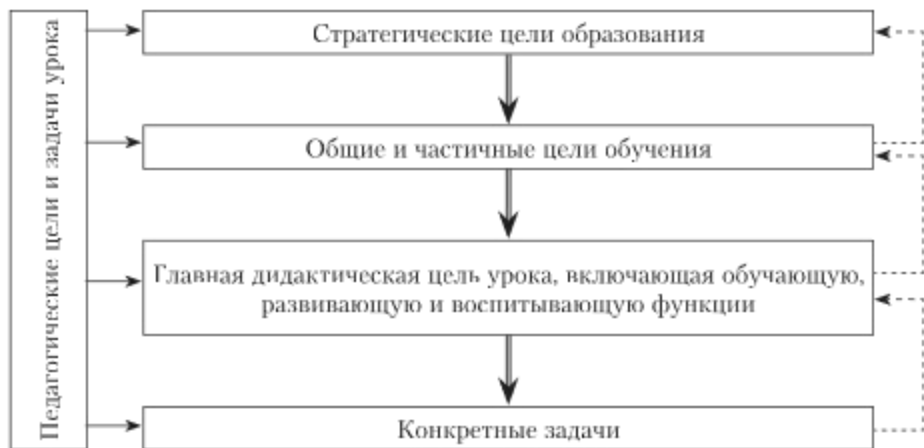 Педагогические цели и задачи урока
Стратегические цели образования
Общие и частичные цели обучения
Главная дидактическая цель урока, включающая обучающую,
развивающую и воспитывающую функции
Конкретные задачи